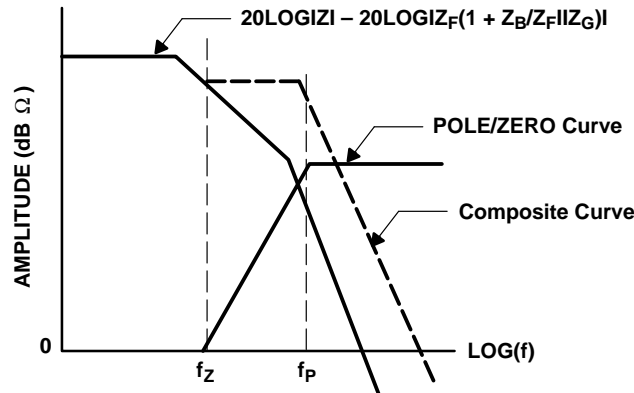 20LOGIZI – 20LOGIZF(1 + ZB/ZFIIZG)I
POLE/ZERO Curve
Composite Curve
AMPLITUDE (dB Ω)
0
LOG(f)
fZ
fP